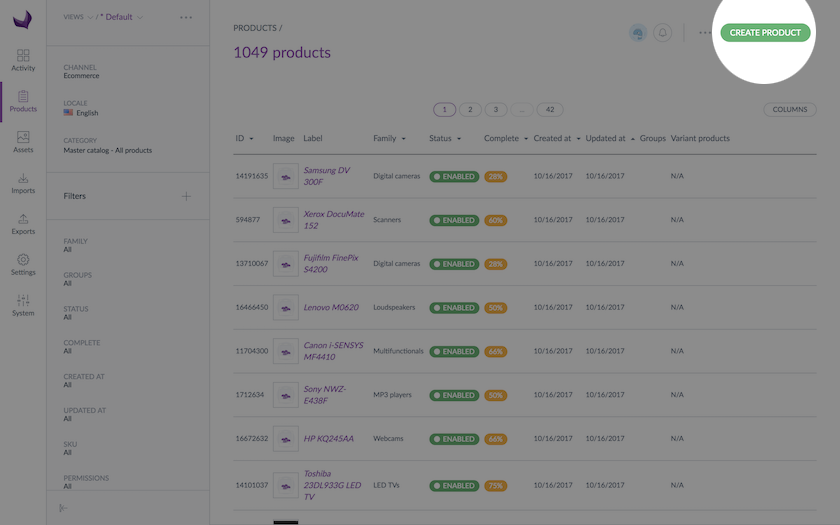 VIEWS / * Default
CHANNEL
Ecommerce
LOCALE
English
CATEGORY
Master catalog - All products
Filters
FAMILY
All
GROUPS
All
STATUS
All
COMPLETE
All
CREATED AT
All
UPDATED AT
All
SKU
All
PERMISSIONS
All
Activity
Products
Assets
Imports
Exports
Settings
System
PRODUCTS /
1049 products
CREATE PRODUCT
1 2 3 ... 42
COLUMNS
ID Image Label Family Status Complete Created at Updated at Groups Variant products
14191635 Samsung DV 300F Digital cameras ENABLED 28% 10/16/2017 10/16/2017 N/A
594877 Xerox DocuMate 152 Scanners ENABLED 60% 10/16/2017 10/16/2017 N/A
13710067 Fujifilm FinePix S4200 Digital cameras ENABLED 28% 10/16/2017 10/16/2017 N/A
16466450 Lenovo M0620 Loudspeakers ENABLED 50% 10/16/2017 10/16/2017 N/A
11704300 Canon i-SENSYS MF4410 Multifunctionals ENABLED 66% 10/16/2017 10/16/2017 N/A
1712634 Sony NWZ-E438F MP3 players ENABLED 50% 10/16/2017 10/16/2017 N/A
16672632 HP KQ245AA Webcams ENABLED 66% 10/16/2017 10/16/2017 N/A
14101037 Toshiba 23DL933G LED TV LED TVs ENABLED 75% 10/16/2017 10/16/2017 N/A